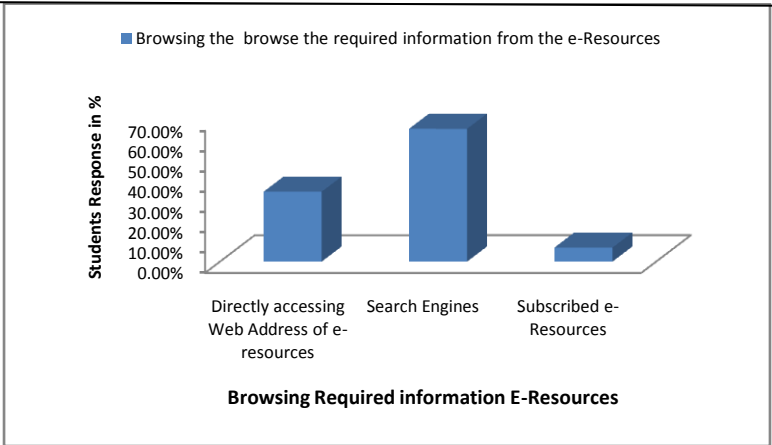 Browsing the  browse the required information from the e-Resources
Students Response in %
70.00%
60.00%
50.00%
40.00%
30.00%
20.00%
10.00%
0.00%
Directly accessing
Web Address of e-
resources
Search Engines
Subscribed e-
Resources
Browsing Required information E-Resources